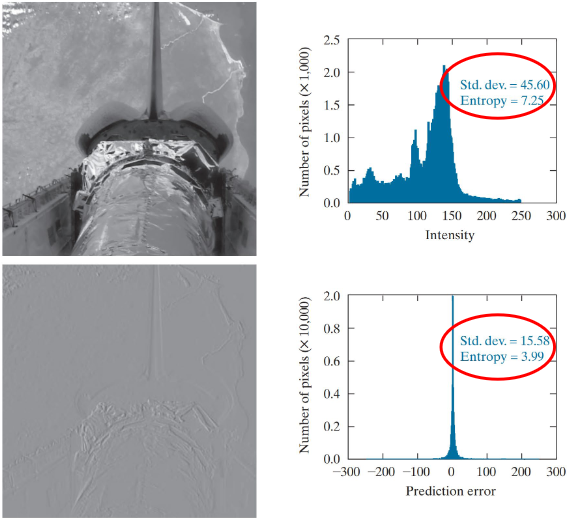 Number of pixels (× 1,000)
2.5
2.0
1.5
1.0
0.5
0.0
Std. dev. = 45.60
Entropy = 7.25
0 50 100 150 200 250 300
Intensity
Number of pixels (× 10,000)
2.0
0.8
0.6
0.4
0.2
0.0
Std. dev. = 15.58
Entropy = 3.99
−300 −200 −100 0 100 200 300
Prediction error